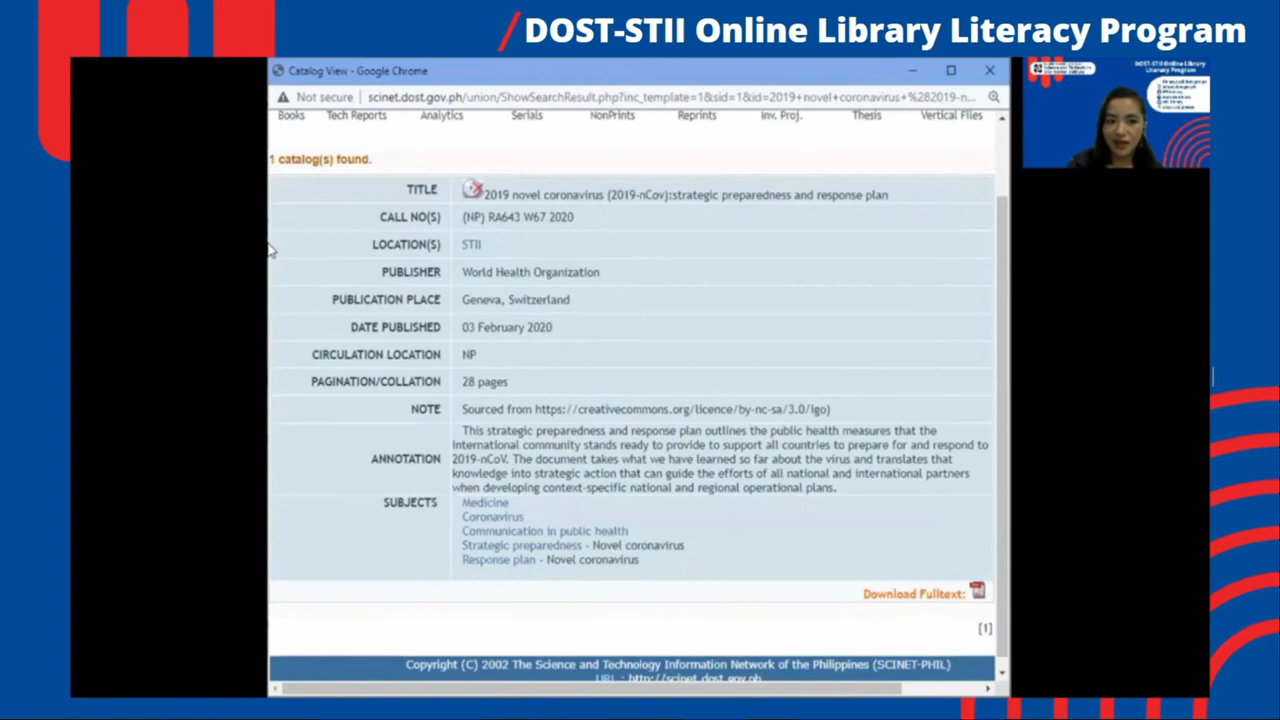 DOST-STII Online Library Literacy Program
Catalog View - Google Chrome
Not secure scinet.dost.gov.ph/union/ShowSearchResult.php?inc_template=1&sid=1&id=2019+novel+coronavirus+%282019-n...
Books Tech Reports Analytics Serials NonPrints Reprints Inv. Proj. Thesis Vertical Files
1 catalog(s) found.
TITLE 2019 novel coronavirus (2019-nCov):strategic preparedness and response plan
CALL NO(S) (NP) RA643 W67 2020
LOCATION(S) STII
PUBLISHER World Health Organization
PUBLICATION PLACE Geneva, Switzerland
DATE PUBLISHED 03 February 2020
CIRCULATION LOCATION NP
PAGINATION/COLLATION 28 pages
NOTE Sourced from https://creativecommons.org/licence/by-nc-sa/3.0/igo)
This strategic preparedness and response plan outlines the public health measures that the
international community stands ready to provide to support all countries to prepare for and respond to
ANNOTATION 2019-nCoV. The document takes what we have learned so far about the virus and translates that
knowledge into strategic action that can guide the efforts of all national and international partners
when developing context-specific national and regional operational plans.
SUBJECTS Medicine
Coronavirus
Communication in public health
Strategic preparedness - Novel coronavirus
Response plan - Novel coronavirus
Download Fulltext:
[1]
Copyright (C) 2002 The Science and Technology Information Network of the Philippines (SCINET-PHIL)
URL : http://scinet.dost.gov.ph
DOST-STII Online Library
Literacy Program